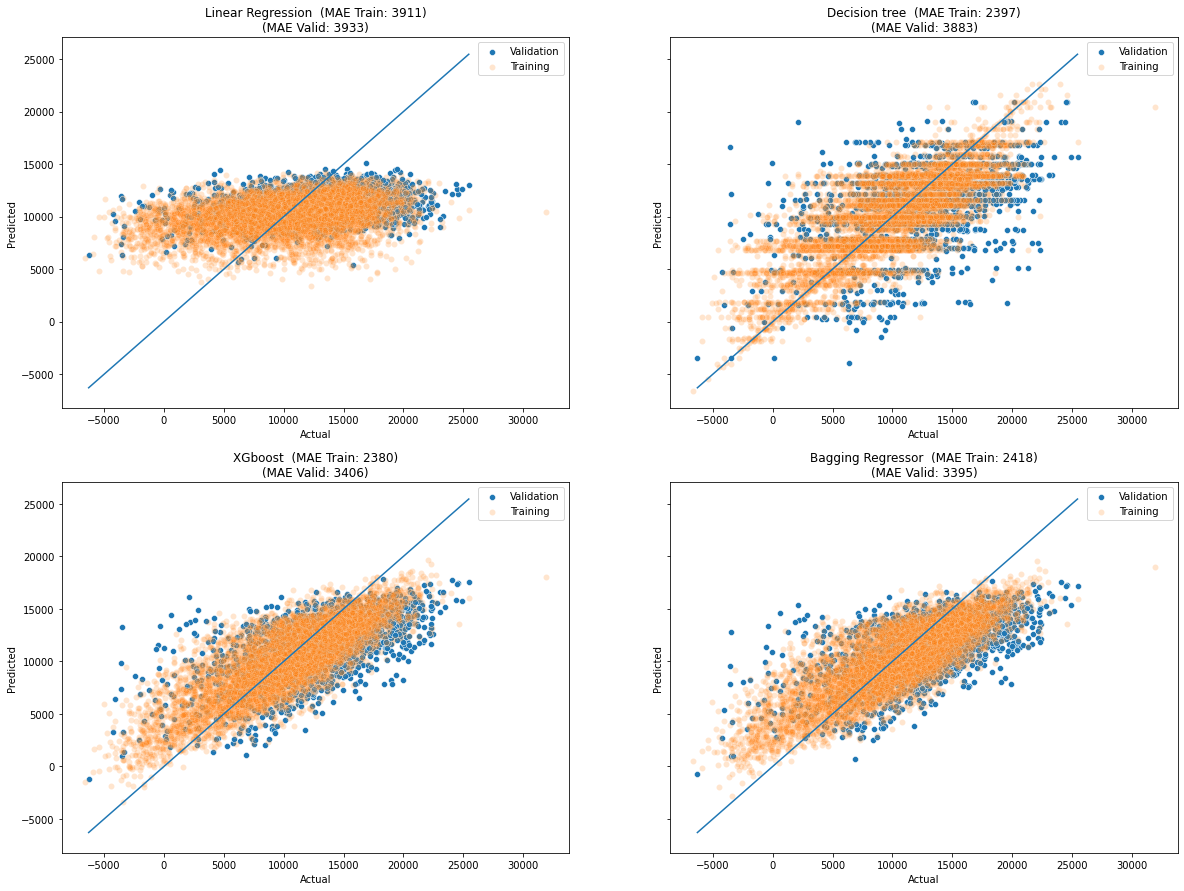 Linear Regression  (MAE Train: 3911)
(MAE Valid: 3933)
Validation
Training
25000
20000
15000
10000
5000
0
−5000
Predicted
−5000 0 5000 10000 15000 20000 25000 30000
Actual
Decision tree  (MAE Train: 2397)
(MAE Valid: 3883)
Validation
Training
Predicted
−5000 0 5000 10000 15000 20000 25000 30000
Actual
XGboost  (MAE Train: 2380)
(MAE Valid: 3406)
Validation
Training
25000
20000
15000
10000
5000
0
−5000
Predicted
−5000 0 5000 10000 15000 20000 25000 30000
Actual
Bagging Regressor  (MAE Train: 2418)
(MAE Valid: 3395)
Validation
Training
Predicted
−5000 0 5000 10000 15000 20000 25000 30000
Actual